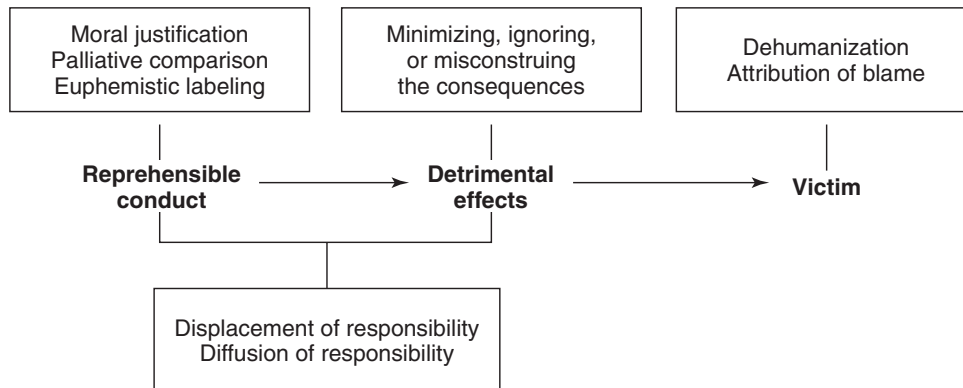 Moral justification
Palliative comparison
Euphemistic labeling
Minimizing, ignoring,
or misconstruing
the consequences
Dehumanization
Attribution of blame
Reprehensible
conduct
Detrimental
effects
Victim
Displacement of responsibility
Diffusion of responsibility